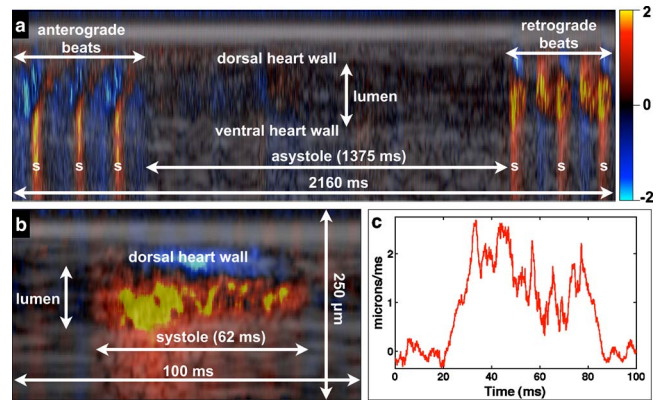 a
anterograde
beats
retrograde
beats
dorsal heart wall
lumen
ventral heart wall
s s s s s
asystole (1375 ms)
2160 ms
2
0
-2
b
dorsal heart wall
lumen
250 µm
systole (62 ms)
100 ms
c
microns/ms
2
1
0
0 20 40 60 80 100
Time (ms)